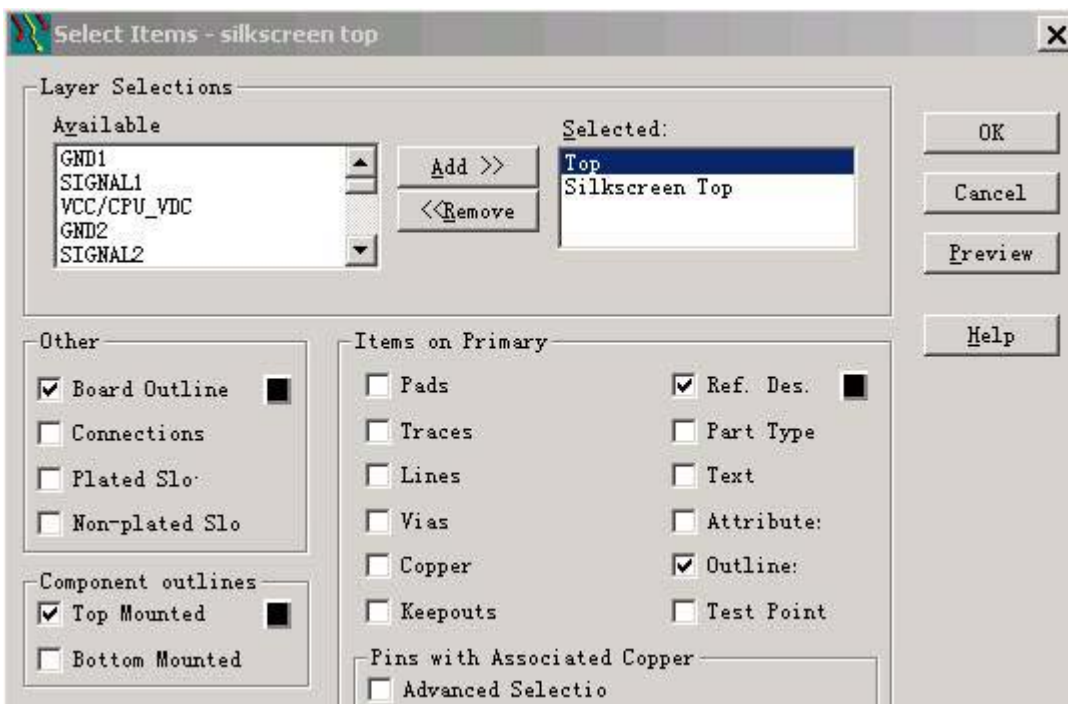 Select Items - silkscreen top
Layer Selections
Available
GND1
SIGNAL1
VCC/CPU_VDC
GND2
SIGNAL2
Add >>
<<Remove
Selected:
Top
Silkscreen Top
OK
Cancel
Preview
Help
Other
Board Outline
Connections
Plated Slo
Non-plated Slo
Component outlines
Top Mounted
Bottom Mounted
Items on Primary
Pads
Traces
Lines
Vias
Copper
Keepouts
Ref. Des.
Part Type
Text
Attribute:
Outline:
Test Point
Pins with Associated Copper
Advanced Selectio